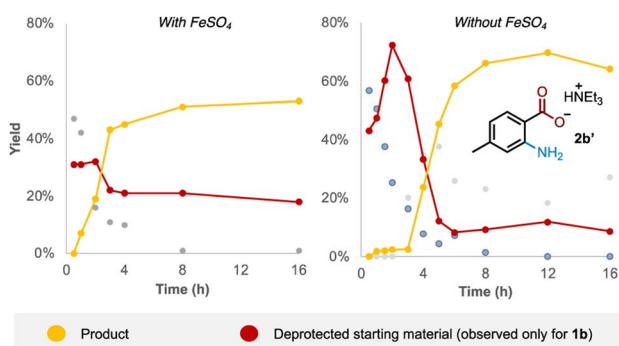 With FeSO4
Without FeSO4
Yield
80%
60%
40%
20%
0%
0 4 8 12 16
Time (h)
80%
60%
40%
20%
0%
0 4 8 12 16
Time (h)
O
O−
HNEt3
+
NH2
2b’
Product
Deprotected starting material (observed only for 1b)